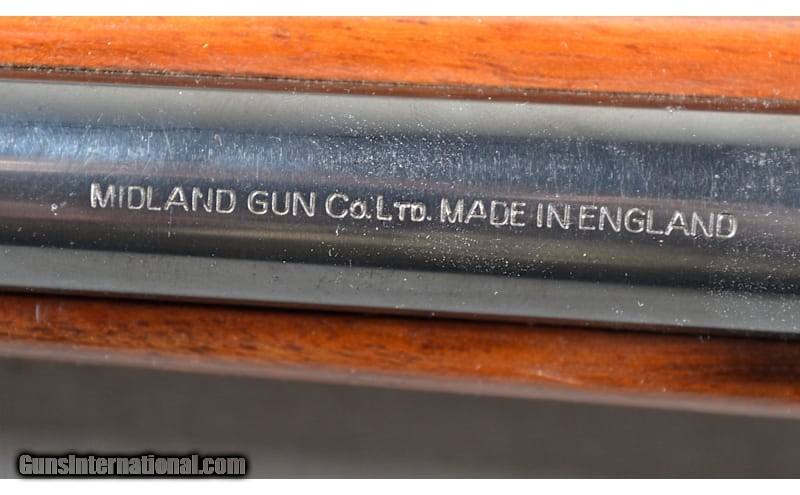 MIDLAND GUN Co. LTD. MADE IN ENGLAND
GunsInternational.com